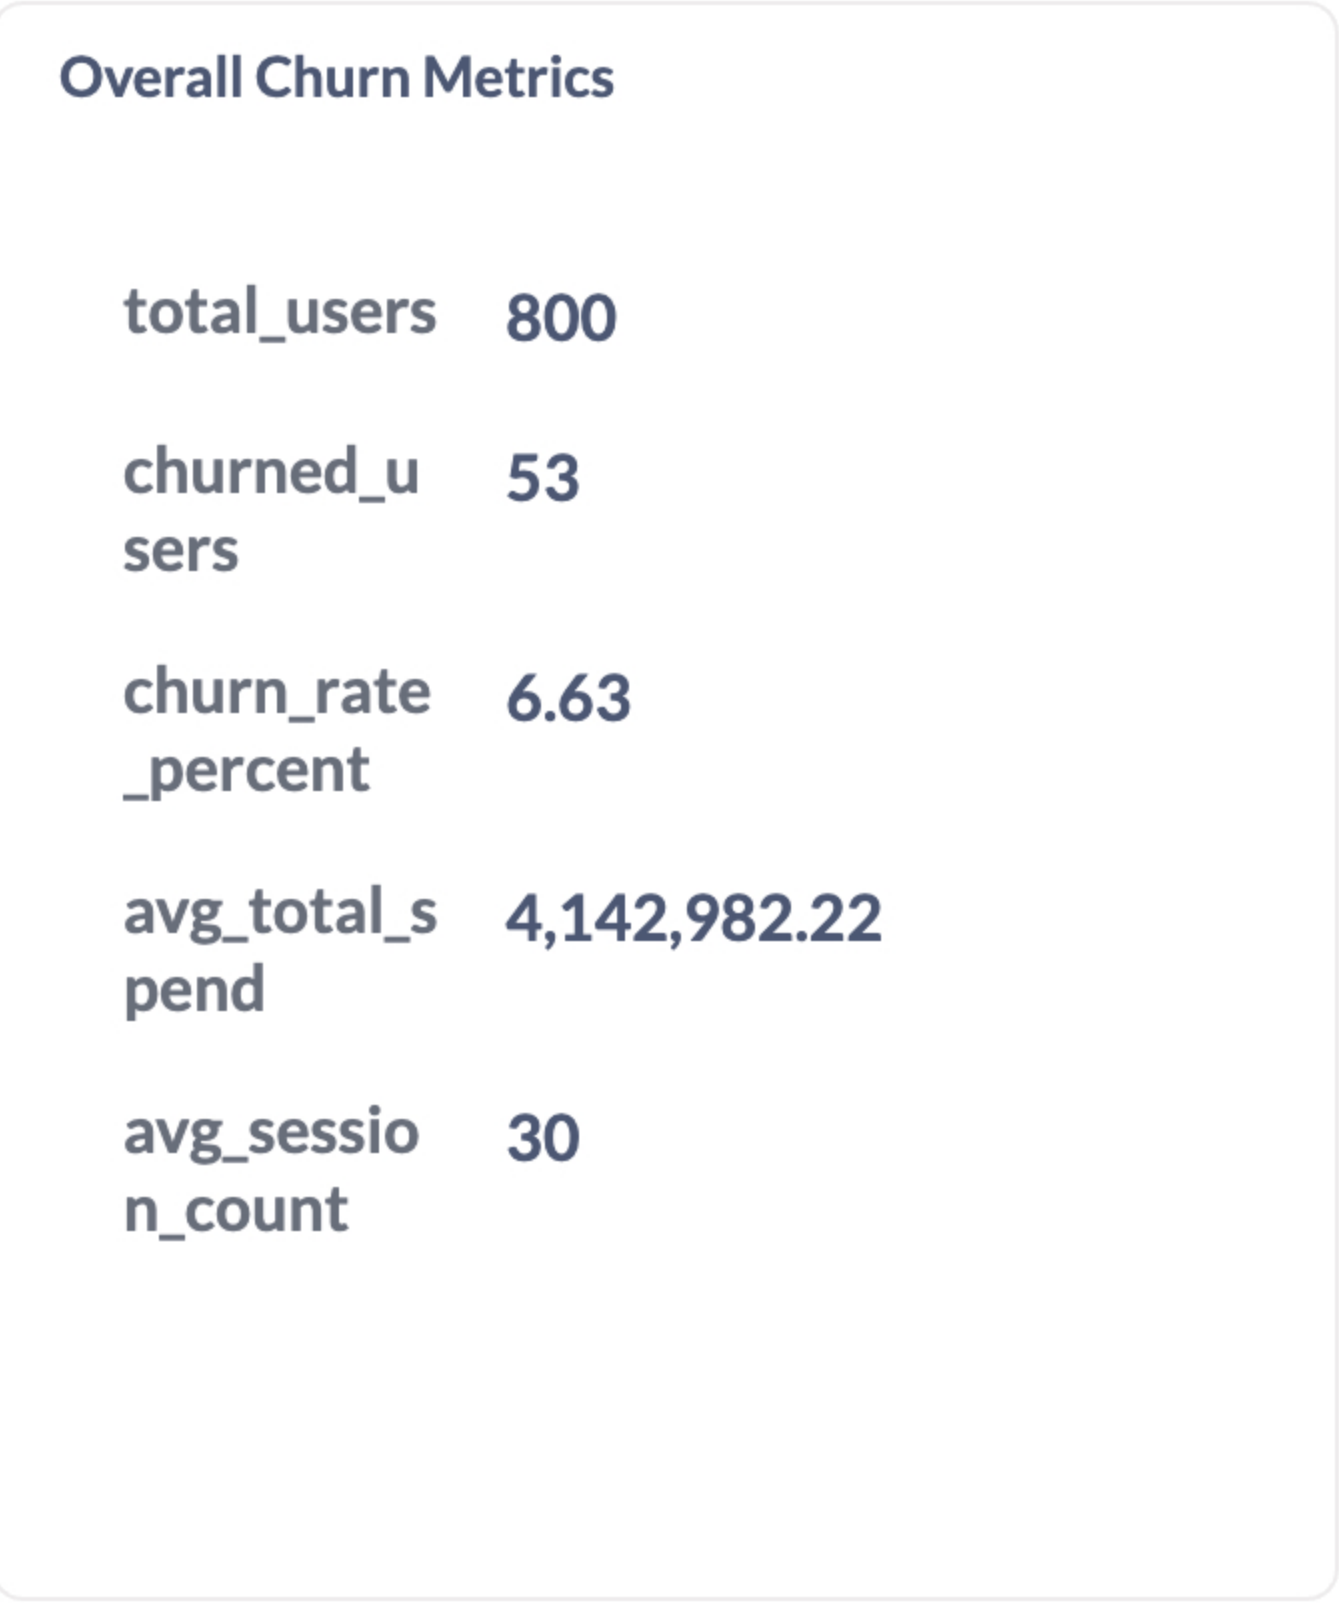 Overall Churn Metrics
total_users 800
churned_u 53
sers
churn_rate 6.63
_percent
avg_total_s 4,142,982.22
pend
avg_sessio 30
n_count